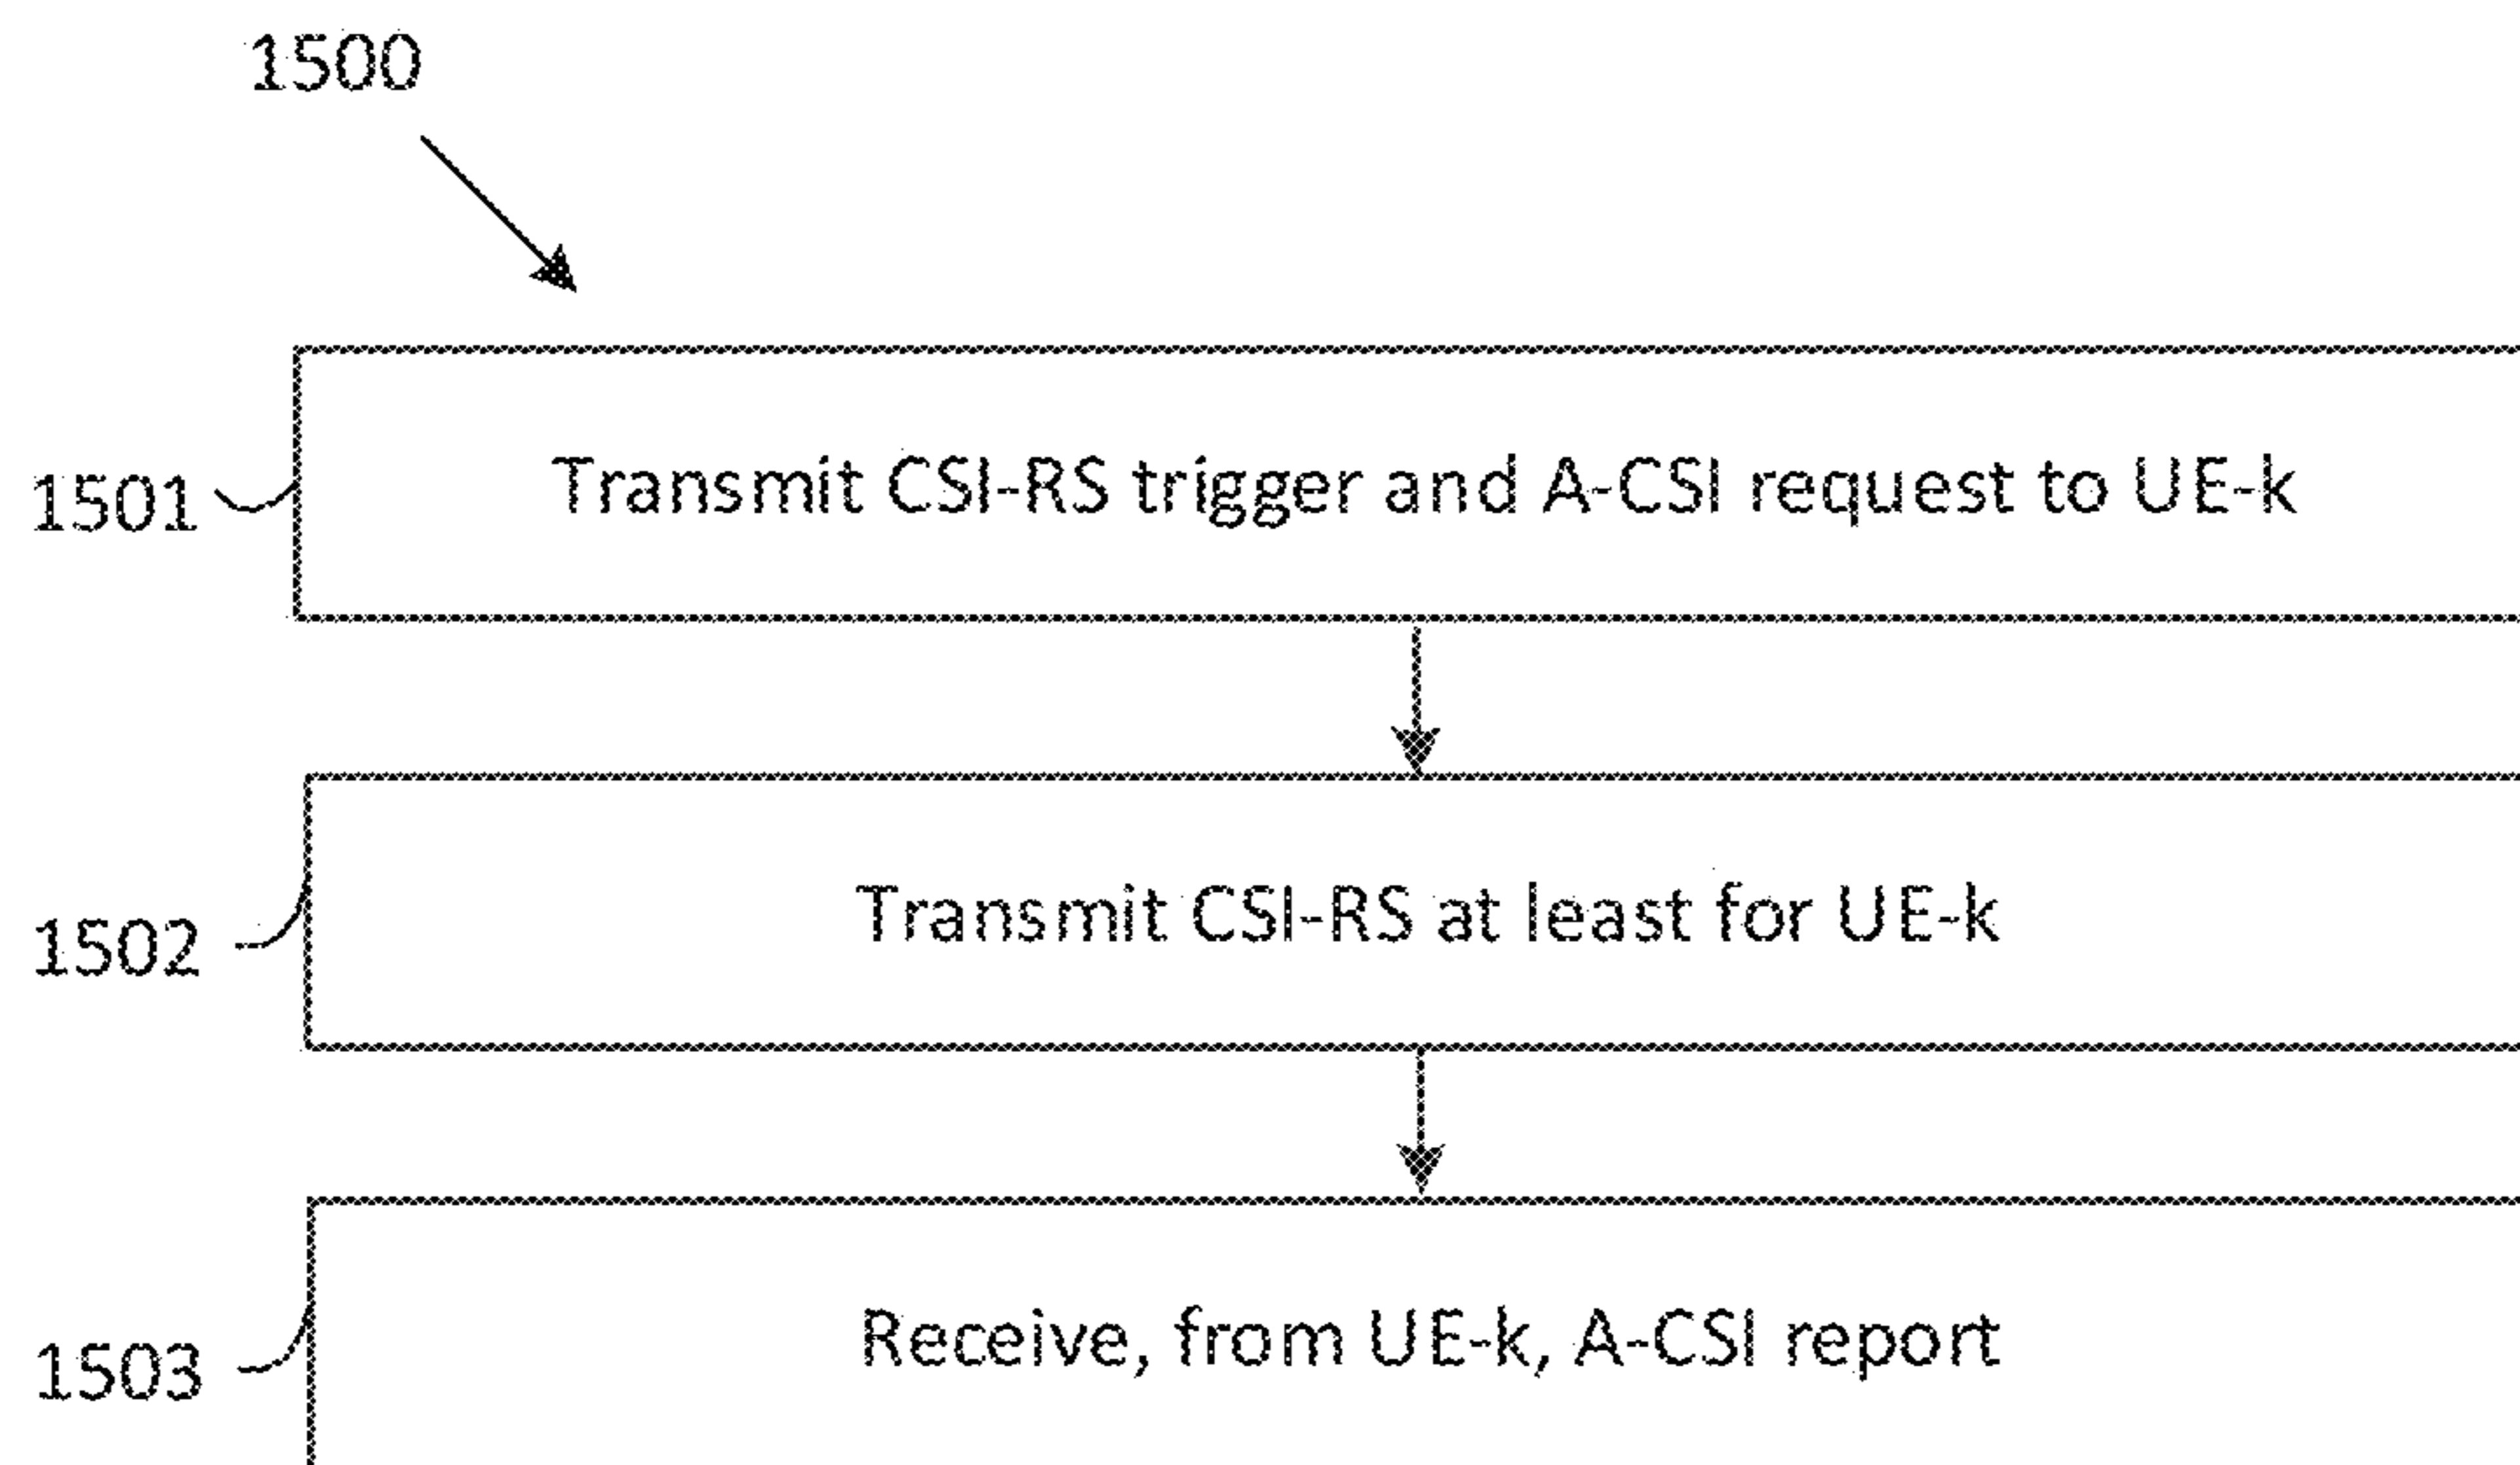 1500
1501
Transmit CSI-RS trigger and A-CSI request to UE-k
1502
Transmit CSI-RS at least for UE-k
1503
Receive, from UE-k, A-CSI report